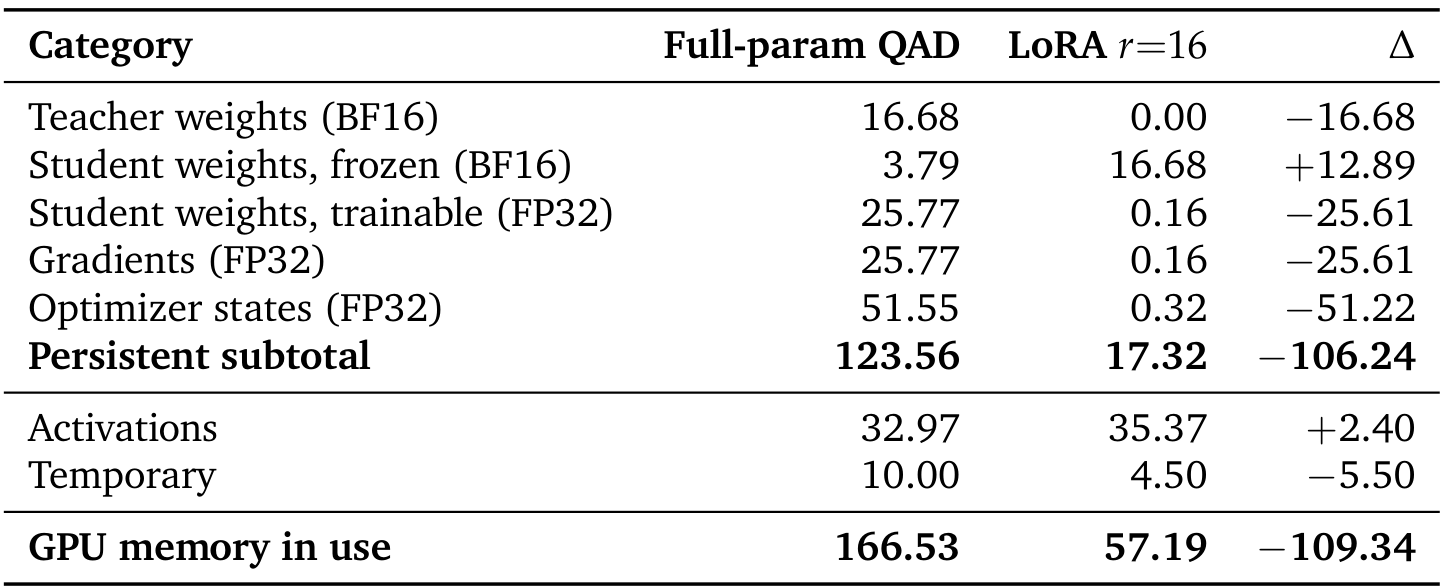 Category Full-param QAD LoRA r=16 Δ
Teacher weights (BF16) 16.68 0.00 −16.68
Student weights, frozen (BF16) 3.79 16.68 +12.89
Student weights, trainable (FP32) 25.77 0.16 −25.61
Gradients (FP32) 25.77 0.16 −25.61
Optimizer states (FP32) 51.55 0.32 −51.22
Persistent subtotal 123.56 17.32 −106.24
Activations 32.97 35.37 +2.40
Temporary 10.00 4.50 −5.50
GPU memory in use 166.53 57.19 −109.34